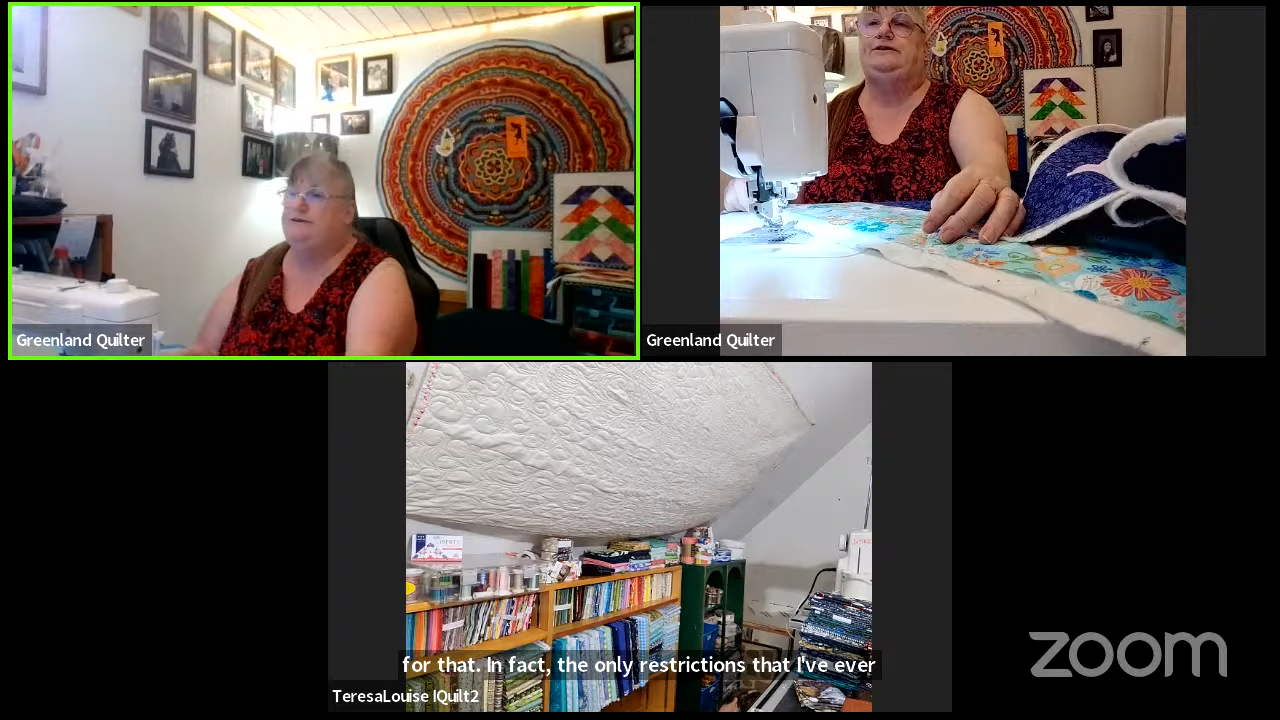 Greenland Quilter
Greenland Quilter
for that. In fact, the only restrictions that I've ever
TeresaLouise IQuilt2
zoom